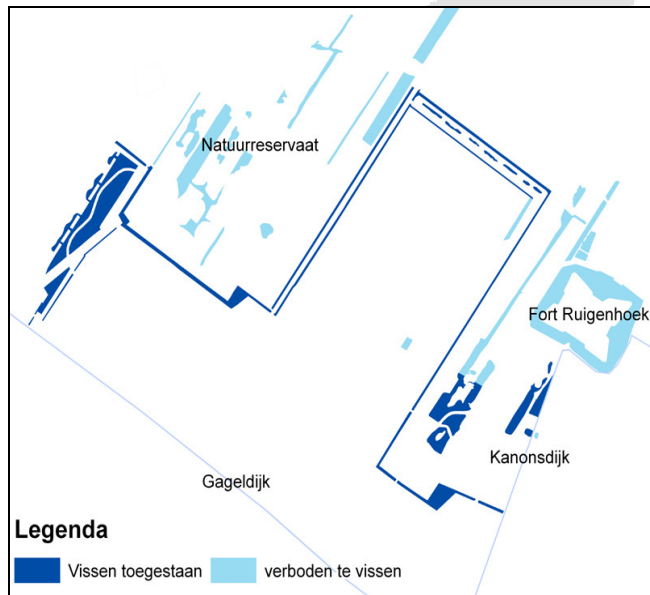 Natuurreservaat
Fort Ruigenhoek
Kanonsdijk
Gageldijk
Legenda
Vissen toegestaan
verboden te vissen